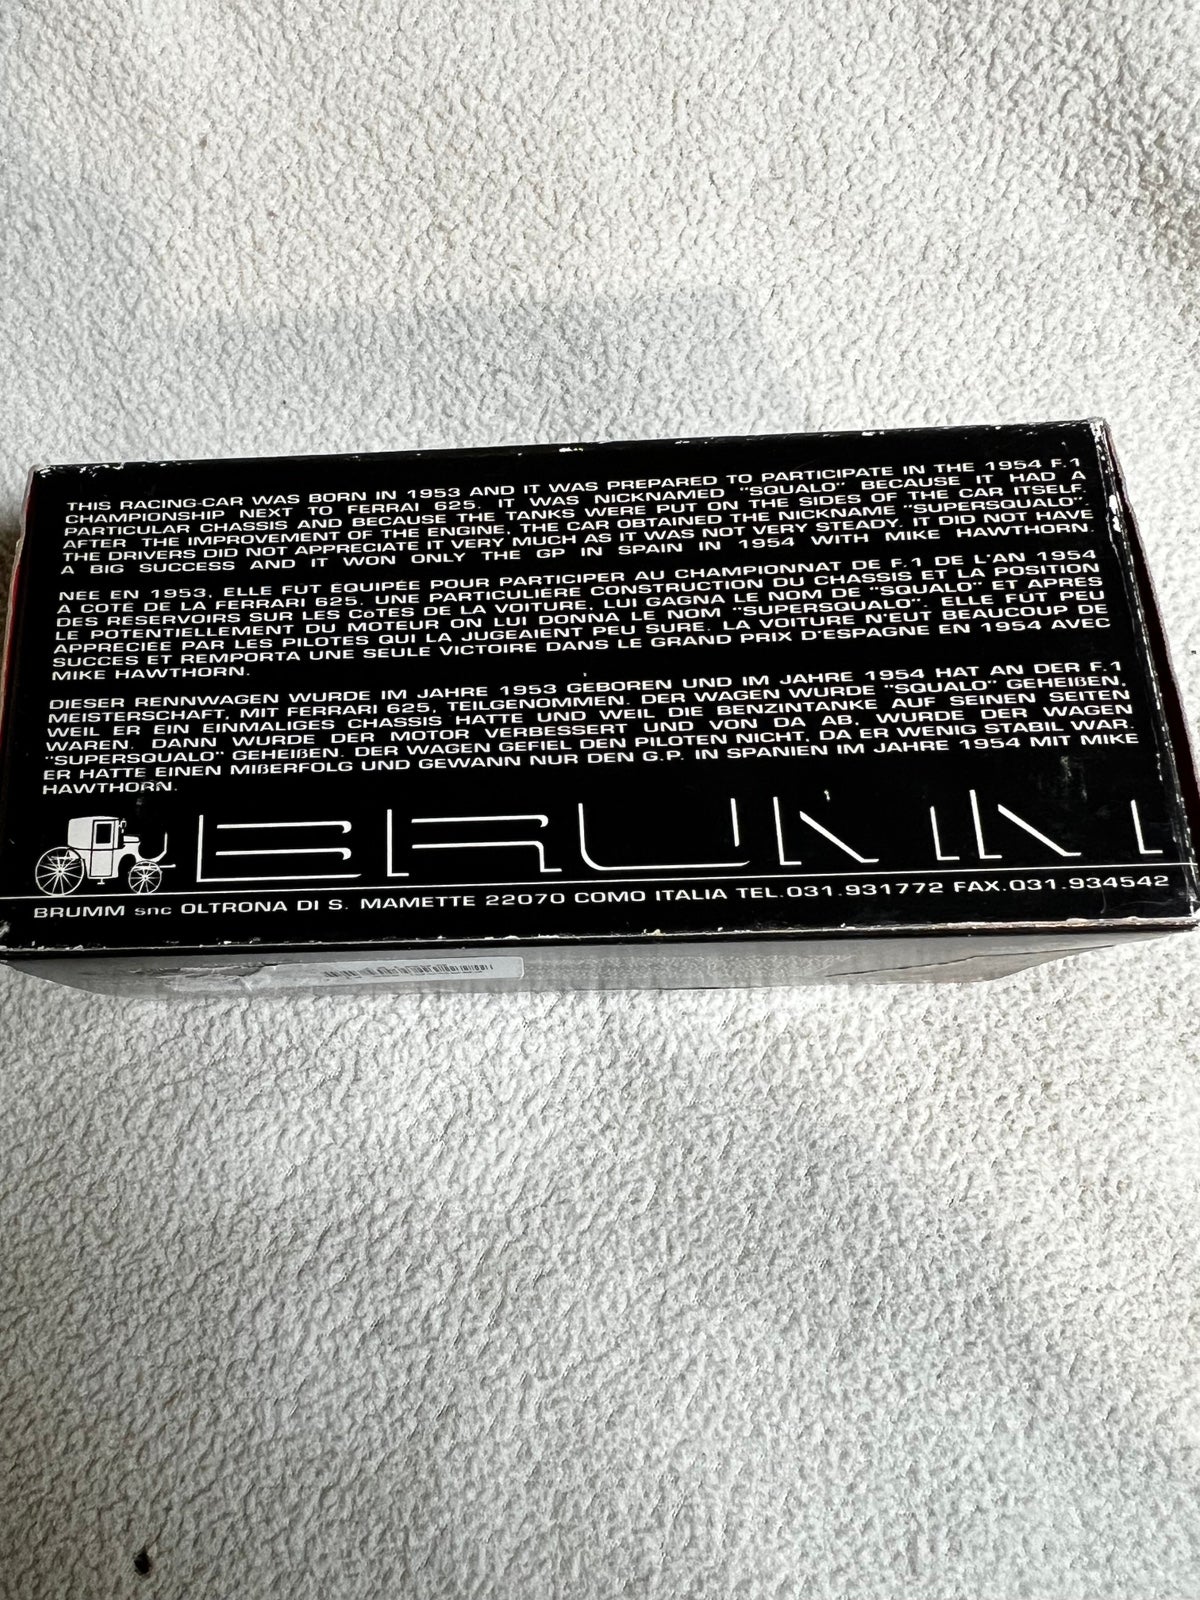 THIS RACING-CAR WAS BORN IN 1953 AND IT WAS PREPARED TO PARTICIPATE IN THE 1954 F.1
CHAMPIONSHIP NEXT TO FERRAI 625. IT WAS NICKNAMED "SQUALO" BECAUSE IT HAD A
PARTICULAR CHASSIS AND BECAUSE THE TANKS WERE PUT ON THE SIDES OF THE CAR ITSELF
AFTER THE IMPROVEMENT OF THE ENGINE, THE CAR OBTAINED THE NICKNAME "SUPERSQUALO".
THE DRIVERS DID NOT APPRECIATE IT VERY MUCH AS IT WAS NOT VERY STEADY. IT DID NOT HAVE
A BIG SUCCESS AND IT WON ONLY THE GP IN SPAIN IN 1954 WITH MIKE HAWTHORN.
NEE EN 1953, ELLE FÛT ÉQUIPÉE POUR PARTICIPER AU CHAMPIONNAT DE F.1 DE L'AN 1954
A COTE DE LA FERRARI 625. UNE PARTICULIÈRE CONSTRUCTION DU CHASSIS ET LA POSITION
DES RESERVOIRS SUR LES CÔTES DE LA VOITURE, LUI GAGNA LE NOM DE "SQUALO" ET APRES
LE POTENTIELLEMENT DU MOTEUR ON LUI DONNA LE NOM "SUPERSQUALO". ELLE FUT PEU
APPRECIEE PAR LES PILOTES QUI LA JUGEAIENT PEU SURE. LA VOITURE N'EUT BEAUCOUP DE
SUCCES ET REMPORTA UNE SEULE VICTOIRE DANS LE GRAND PRIX D'ESPAGNE EN 1954 AVEC
MIKE HAWTHORN.
DIESER RENNWAGEN WURDE IM JAHRE 1953 GEBOREN UND IM JAHRE 1954 HAT AN DER F.1
MEISTERSCHAFT, MIT FERRARI 625, TEILGENOMMEN. DER WAGEN WURDE "SQUALO" GEHEIßEN,
WEIL ER EIN EINMALIGES CHASSIS HATTE UND WEIL DIE BENZINTANKE AUF SEINEN SEITEN
WAREN. DANN WURDE DER MOTOR VERBESSERT UND VON DA AB, WURDE DER WAGEN
"SUPERSQUALO" GEHEIßEN. DER WAGEN GEFIEL DEN PILOTEN NICHT, DA ER WENIG STABIL WAR.
ER HATTE EINEN MIßERFOLG UND GEWANN NUR DEN G.P. IN SPANIEN IM JAHRE 1954 MIT MIKE
HAWTHORN.
BRUMM
BRUMM snc OLTRONA DI S. MAMETTE 22070 COMO ITALIA TEL.031.931772 FAX.031.934542